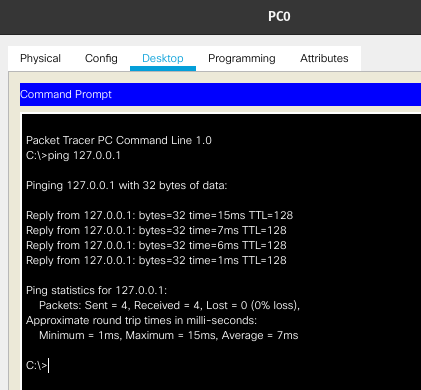 PC0
Physical Config Desktop Programming Attributes
Command Prompt
Packet Tracer PC Command Line 1.0
C:\>ping 127.0.0.1
Pinging 127.0.0.1 with 32 bytes of data:
Reply from 127.0.0.1: bytes=32 time=15ms TTL=128
Reply from 127.0.0.1: bytes=32 time=7ms TTL=128
Reply from 127.0.0.1: bytes=32 time=6ms TTL=128
Reply from 127.0.0.1: bytes=32 time=1ms TTL=128
Ping statistics for 127.0.0.1:
Packets: Sent = 4, Received = 4, Lost = 0 (0% loss),
Approximate round trip times in milli-seconds:
Minimum = 1ms, Maximum = 15ms, Average = 7ms
C:\>